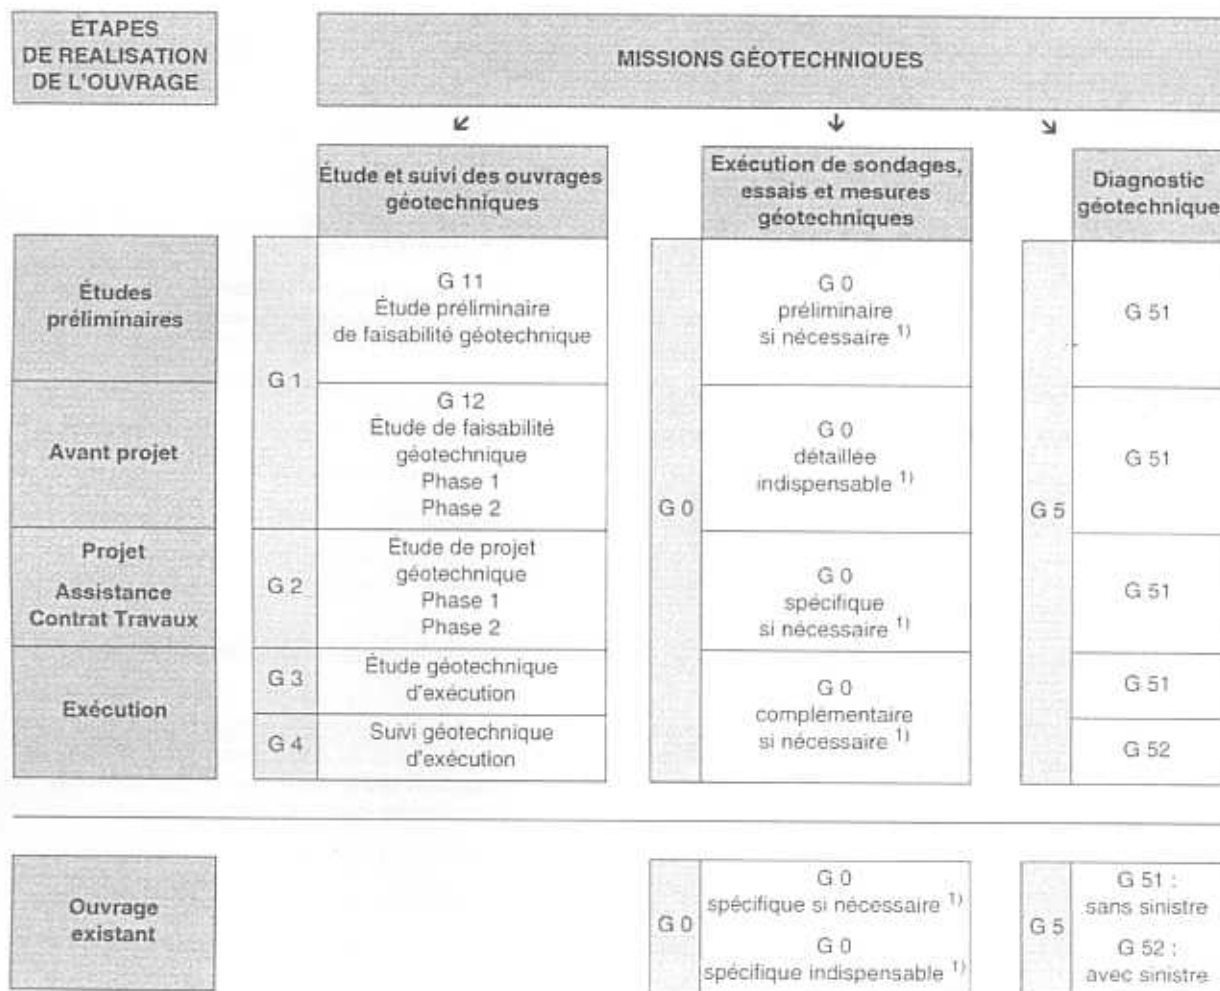 ÉTAPES
DE REALISATION
DE L'OUVRAGE
MISSIONS GÉOTECHNIQUES
Étude et suivi des ouvrages
géotechniques
Exécution de sondages,
essais et mesures
géotechniques
Diagnostic
géotechnique
Études
préliminaires
G 1
G 11
Étude préliminaire
de faisabilité géotechnique
G 0
G 0
préliminaire
si nécessaire 1)
G 5
G 51
Avant projet
G 12
Étude de faisabilité
géotechnique
Phase 1
Phase 2
G 0
détaillée
indispensable 1)
G 51
Projet
Assistance
Contrat Travaux
G 2
Étude de projet
géotechnique
Phase 1
Phase 2
G 0
spécifique
si nécessaire 1)
G 51
Exécution
G 3
Étude géotechnique
d'exécution
G 0
complémentaire
si nécessaire 1)
G 51
G 4
Suivi géotechnique
d'exécution
G 52
Ouvrage
existant
G 0
G 0
spécifique si nécessaire 1)
G 0
spécifique indispensable 1)
G 5
G 51 :
sans sinistre
G 52 :
avec sinistre